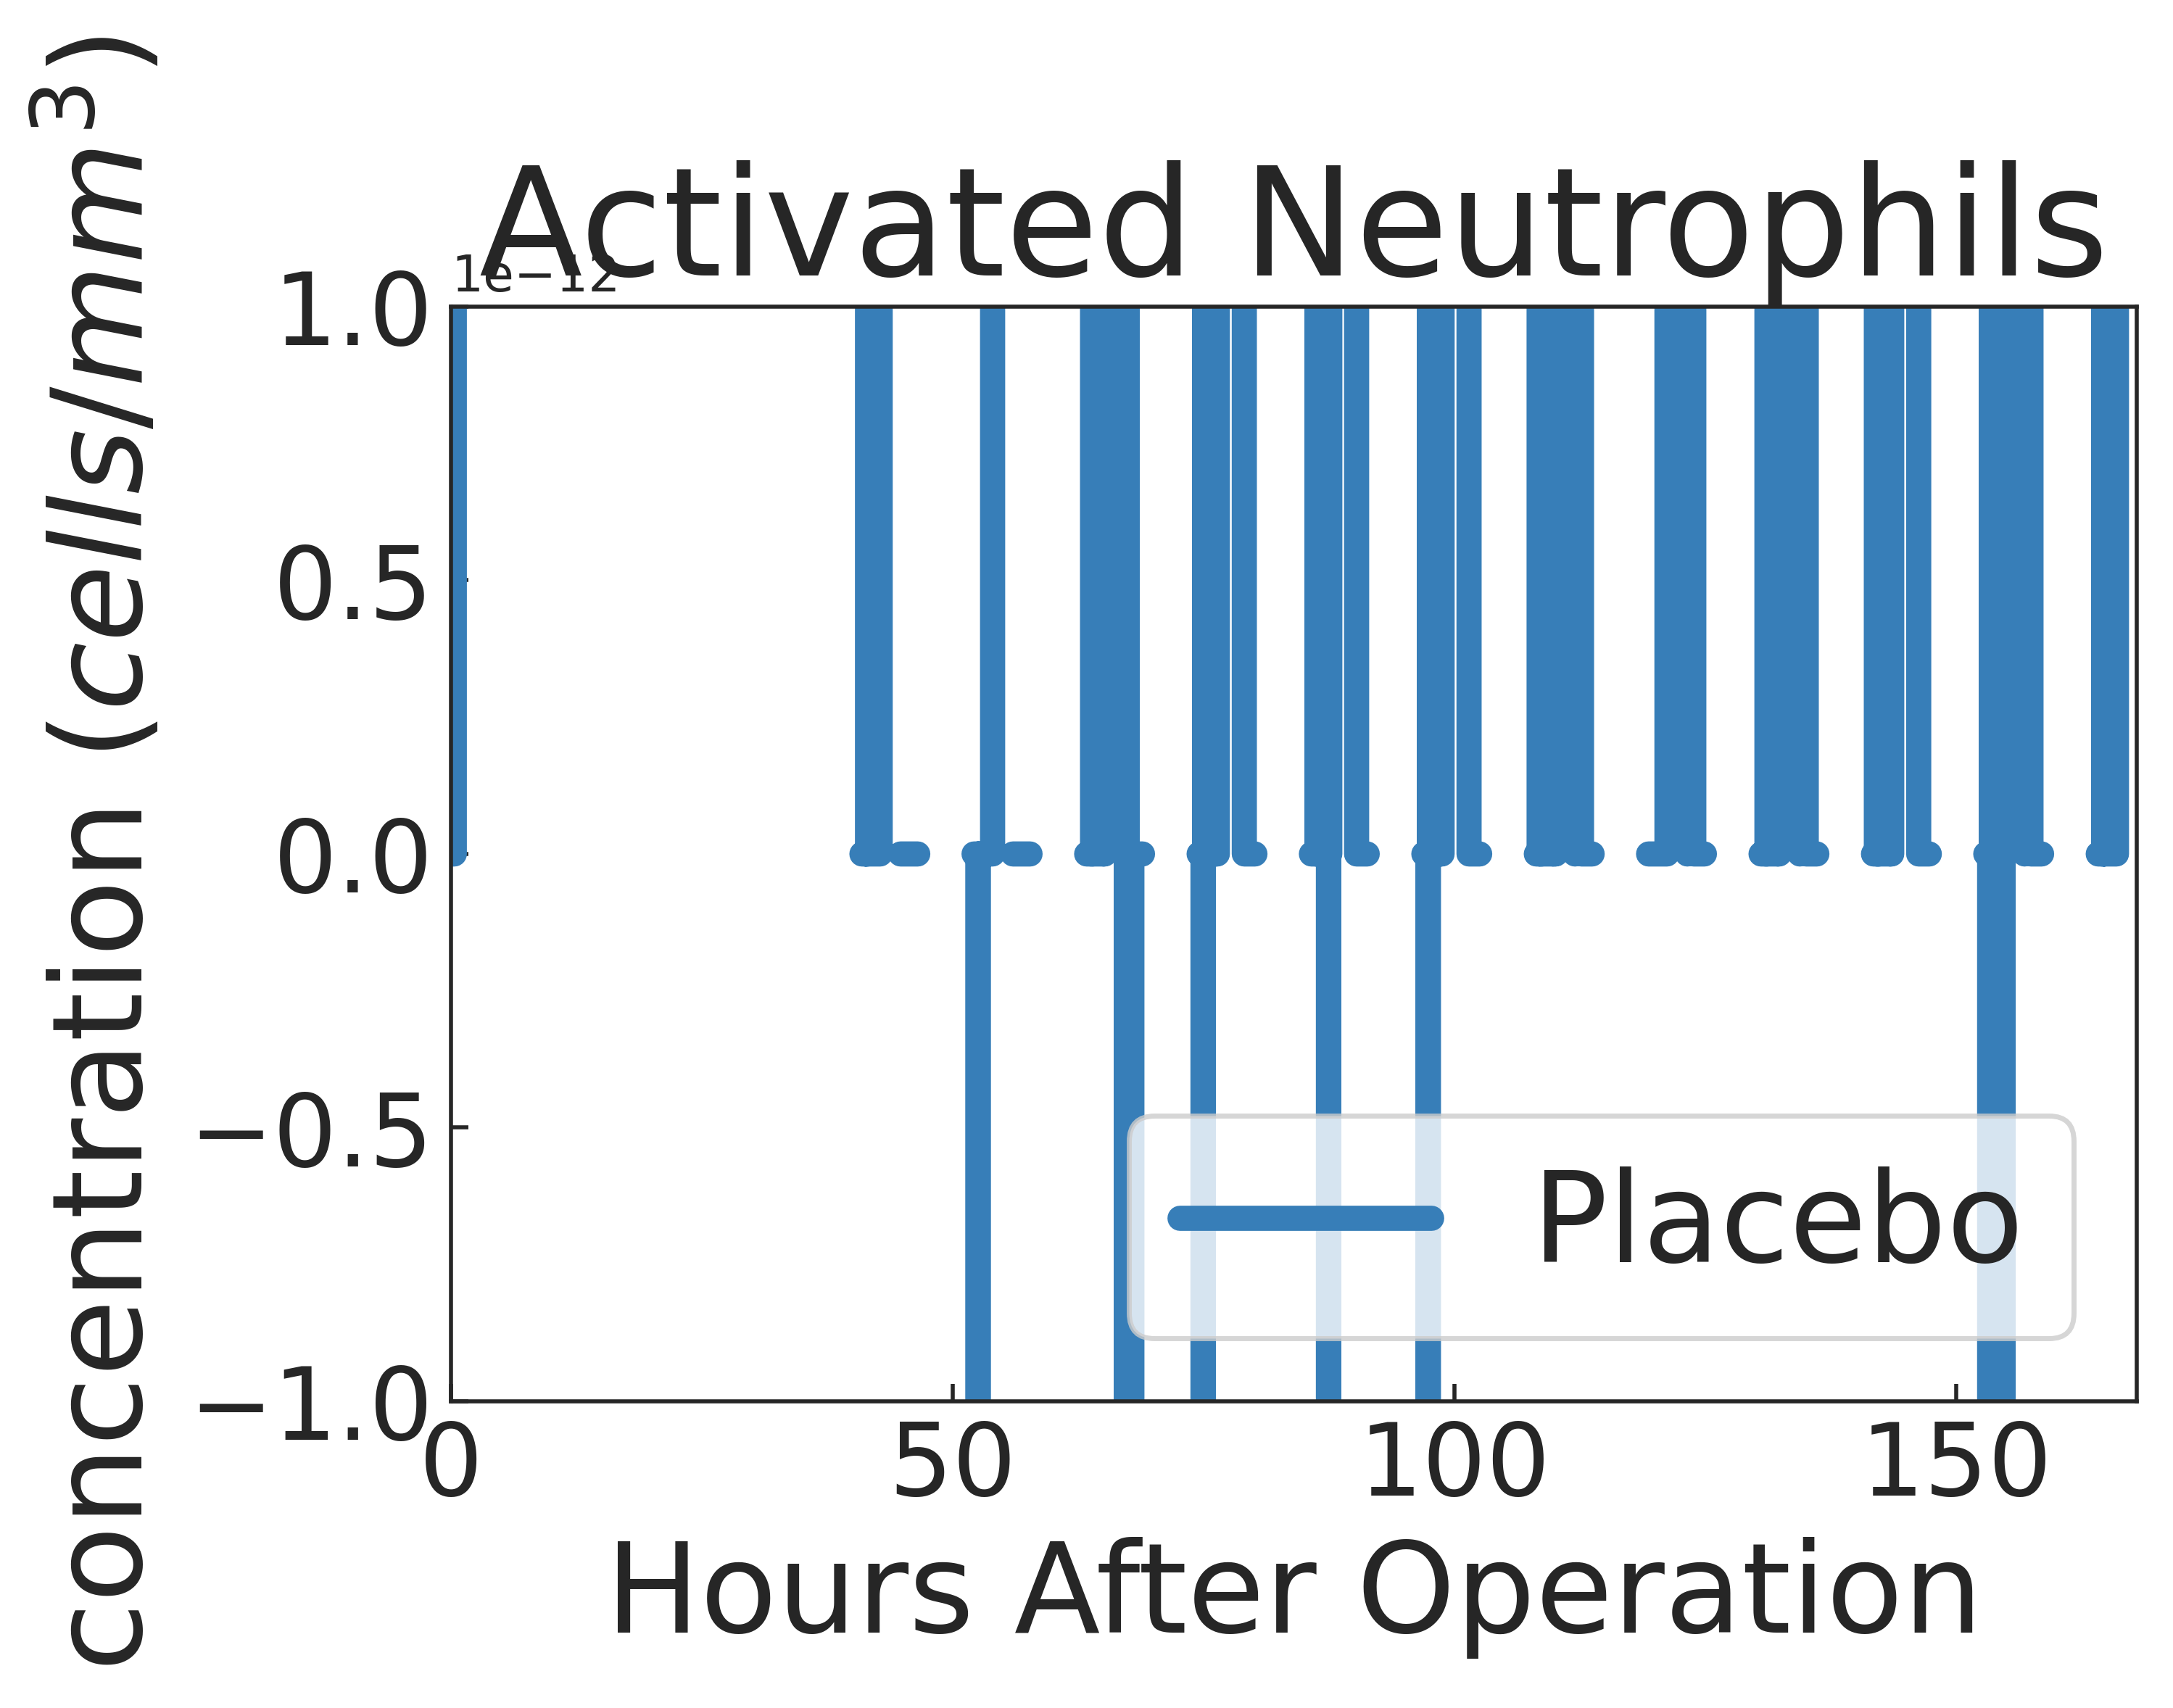 Activated Neutrophils
1e−12
concentration (cells/mm³)
1.0
0.5
0.0
−0.5
−1.0
Placebo
0 50 100 150
Hours After Operation